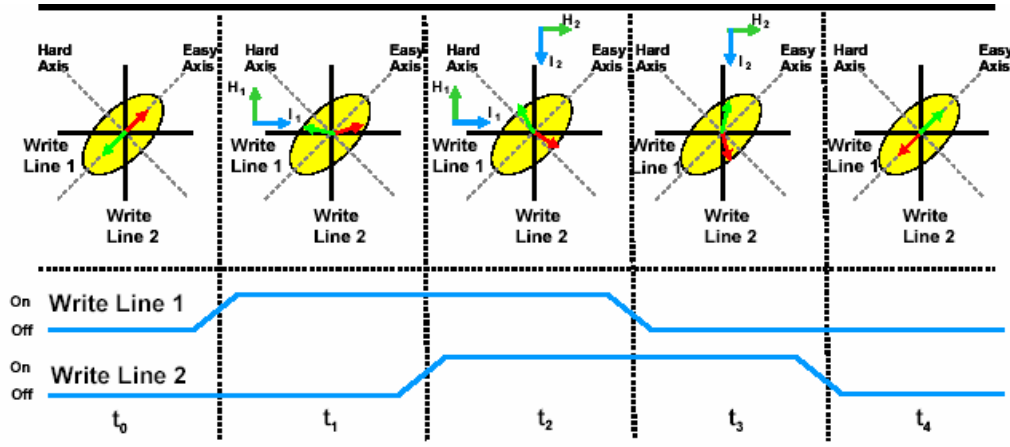 Hard Axis
Easy Axis
Write Line 1
Write Line 2
Hard Axis
Easy Axis
H1
I1
Write Line 1
Write Line 2
H2
I2
Hard Axis
Easy Axis
H1
I1
Write Line 1
Write Line 2
H2
I2
Hard Axis
Easy Axis
Write Line 1
Write Line 2
Hard Axis
Easy Axis
Write Line 1
Write Line 2
On
Write Line 1
Off
On
Write Line 2
Off
t0
t1
t2
t3
t4